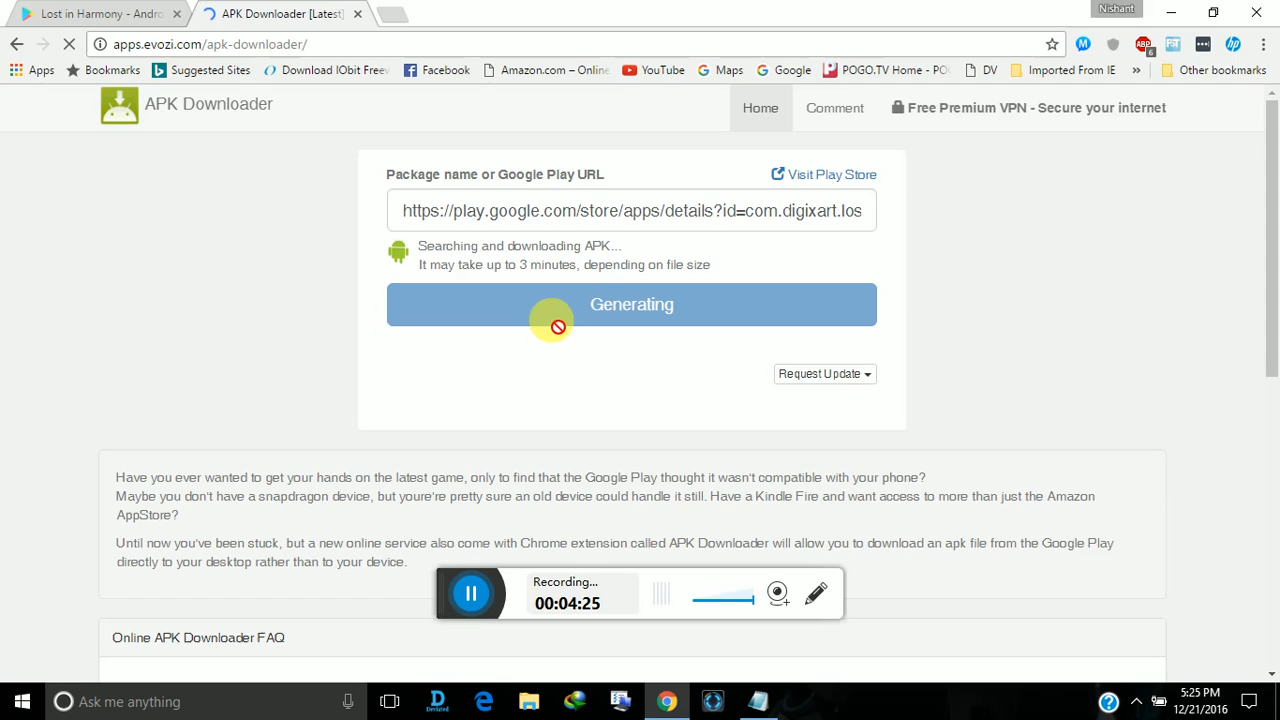 Nishant
Lost in Harmony - Andro
APK Downloader [Latest]
apps.evozi.com/apk-downloader/
6
Apps
Bookmarks
Suggested Sites
Download IObit Freew
Facebook
Amazon.com – Online
YouTube
Maps
Google
POGO.TV Home - PO
DV
Imported From IE
»
Other bookmarks
APK Downloader
Home
Comment
Free Premium VPN - Secure your internet
Package name or Google Play URL
Visit Play Store
https://play.google.com/store/apps/details?id=com.digixart.los
Searching and downloading APK...
It may take up to 3 minutes, depending on file size
Generating
Request Update
Have you ever wanted to get your hands on the latest game, only to find that the Google Play thought it wasn't compatible with your phone?
Maybe you don't have a snapdragon device, but youre're pretty sure an old device could handle it still. Have a Kindle Fire and want access to more than just the Amazon
AppStore?
Until now you've been stuck, but a new online service also come with Chrome extension called APK Downloader will allow you to download an apk file from the Google Play
directly to your desktop rather than to your device.
Recording...
00:04:25
Online APK Downloader FAQ
Ask me anything
5:25 PM
12/21/2016